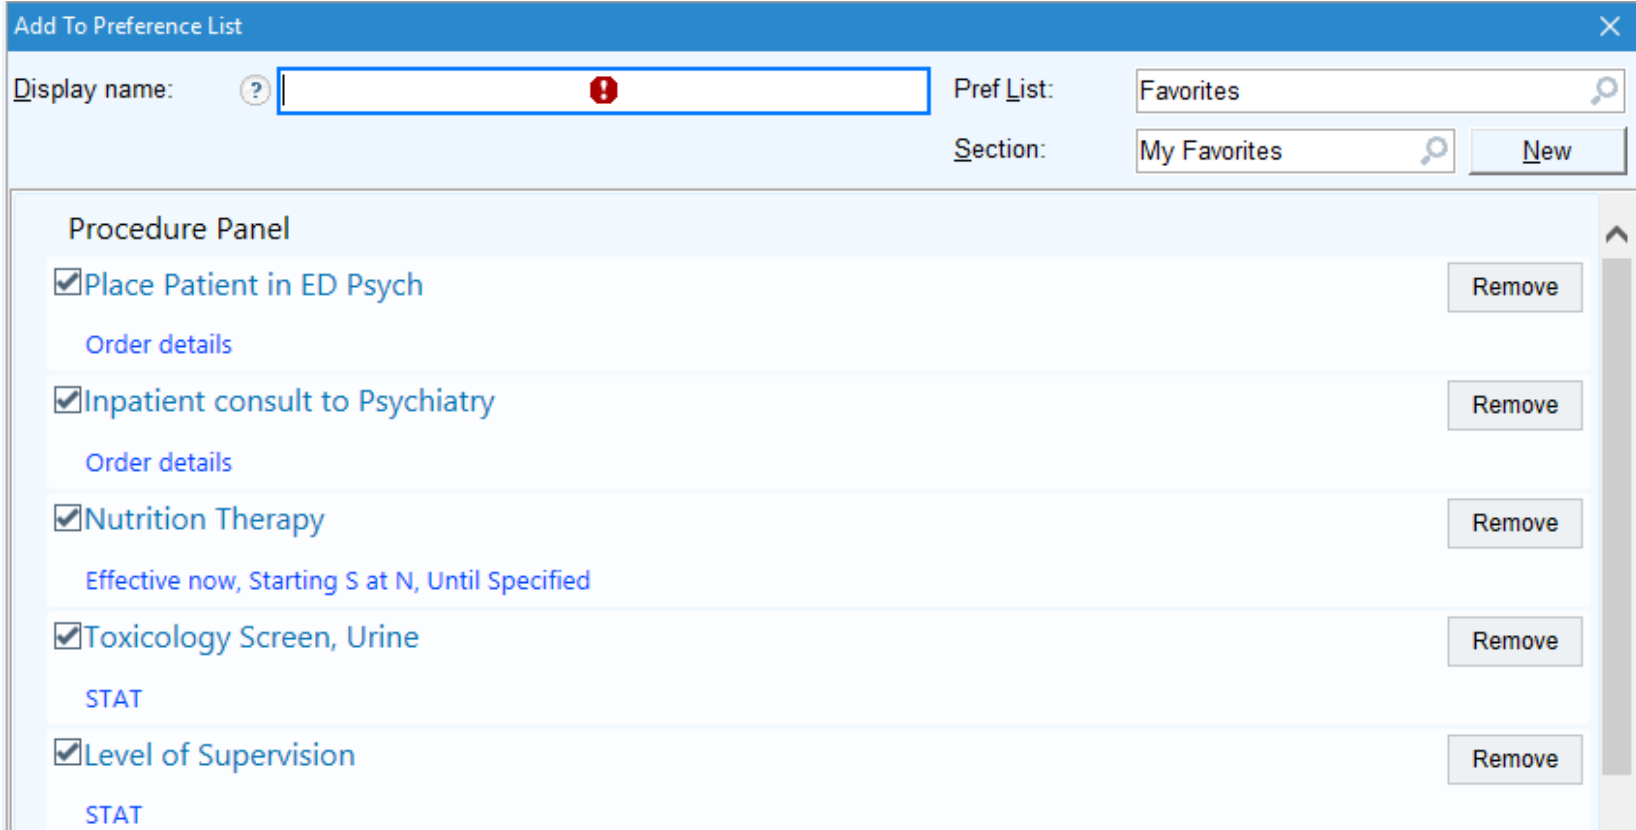 Add To Preference List
Display name: ? Pref List: Favorites
Section: My Favorites New
Procedure Panel
Place Patient in ED Psych Remove
Order details
Inpatient consult to Psychiatry Remove
Order details
Nutrition Therapy Remove
Effective now, Starting S at N, Until Specified
Toxicology Screen, Urine Remove
STAT
Level of Supervision Remove
STAT